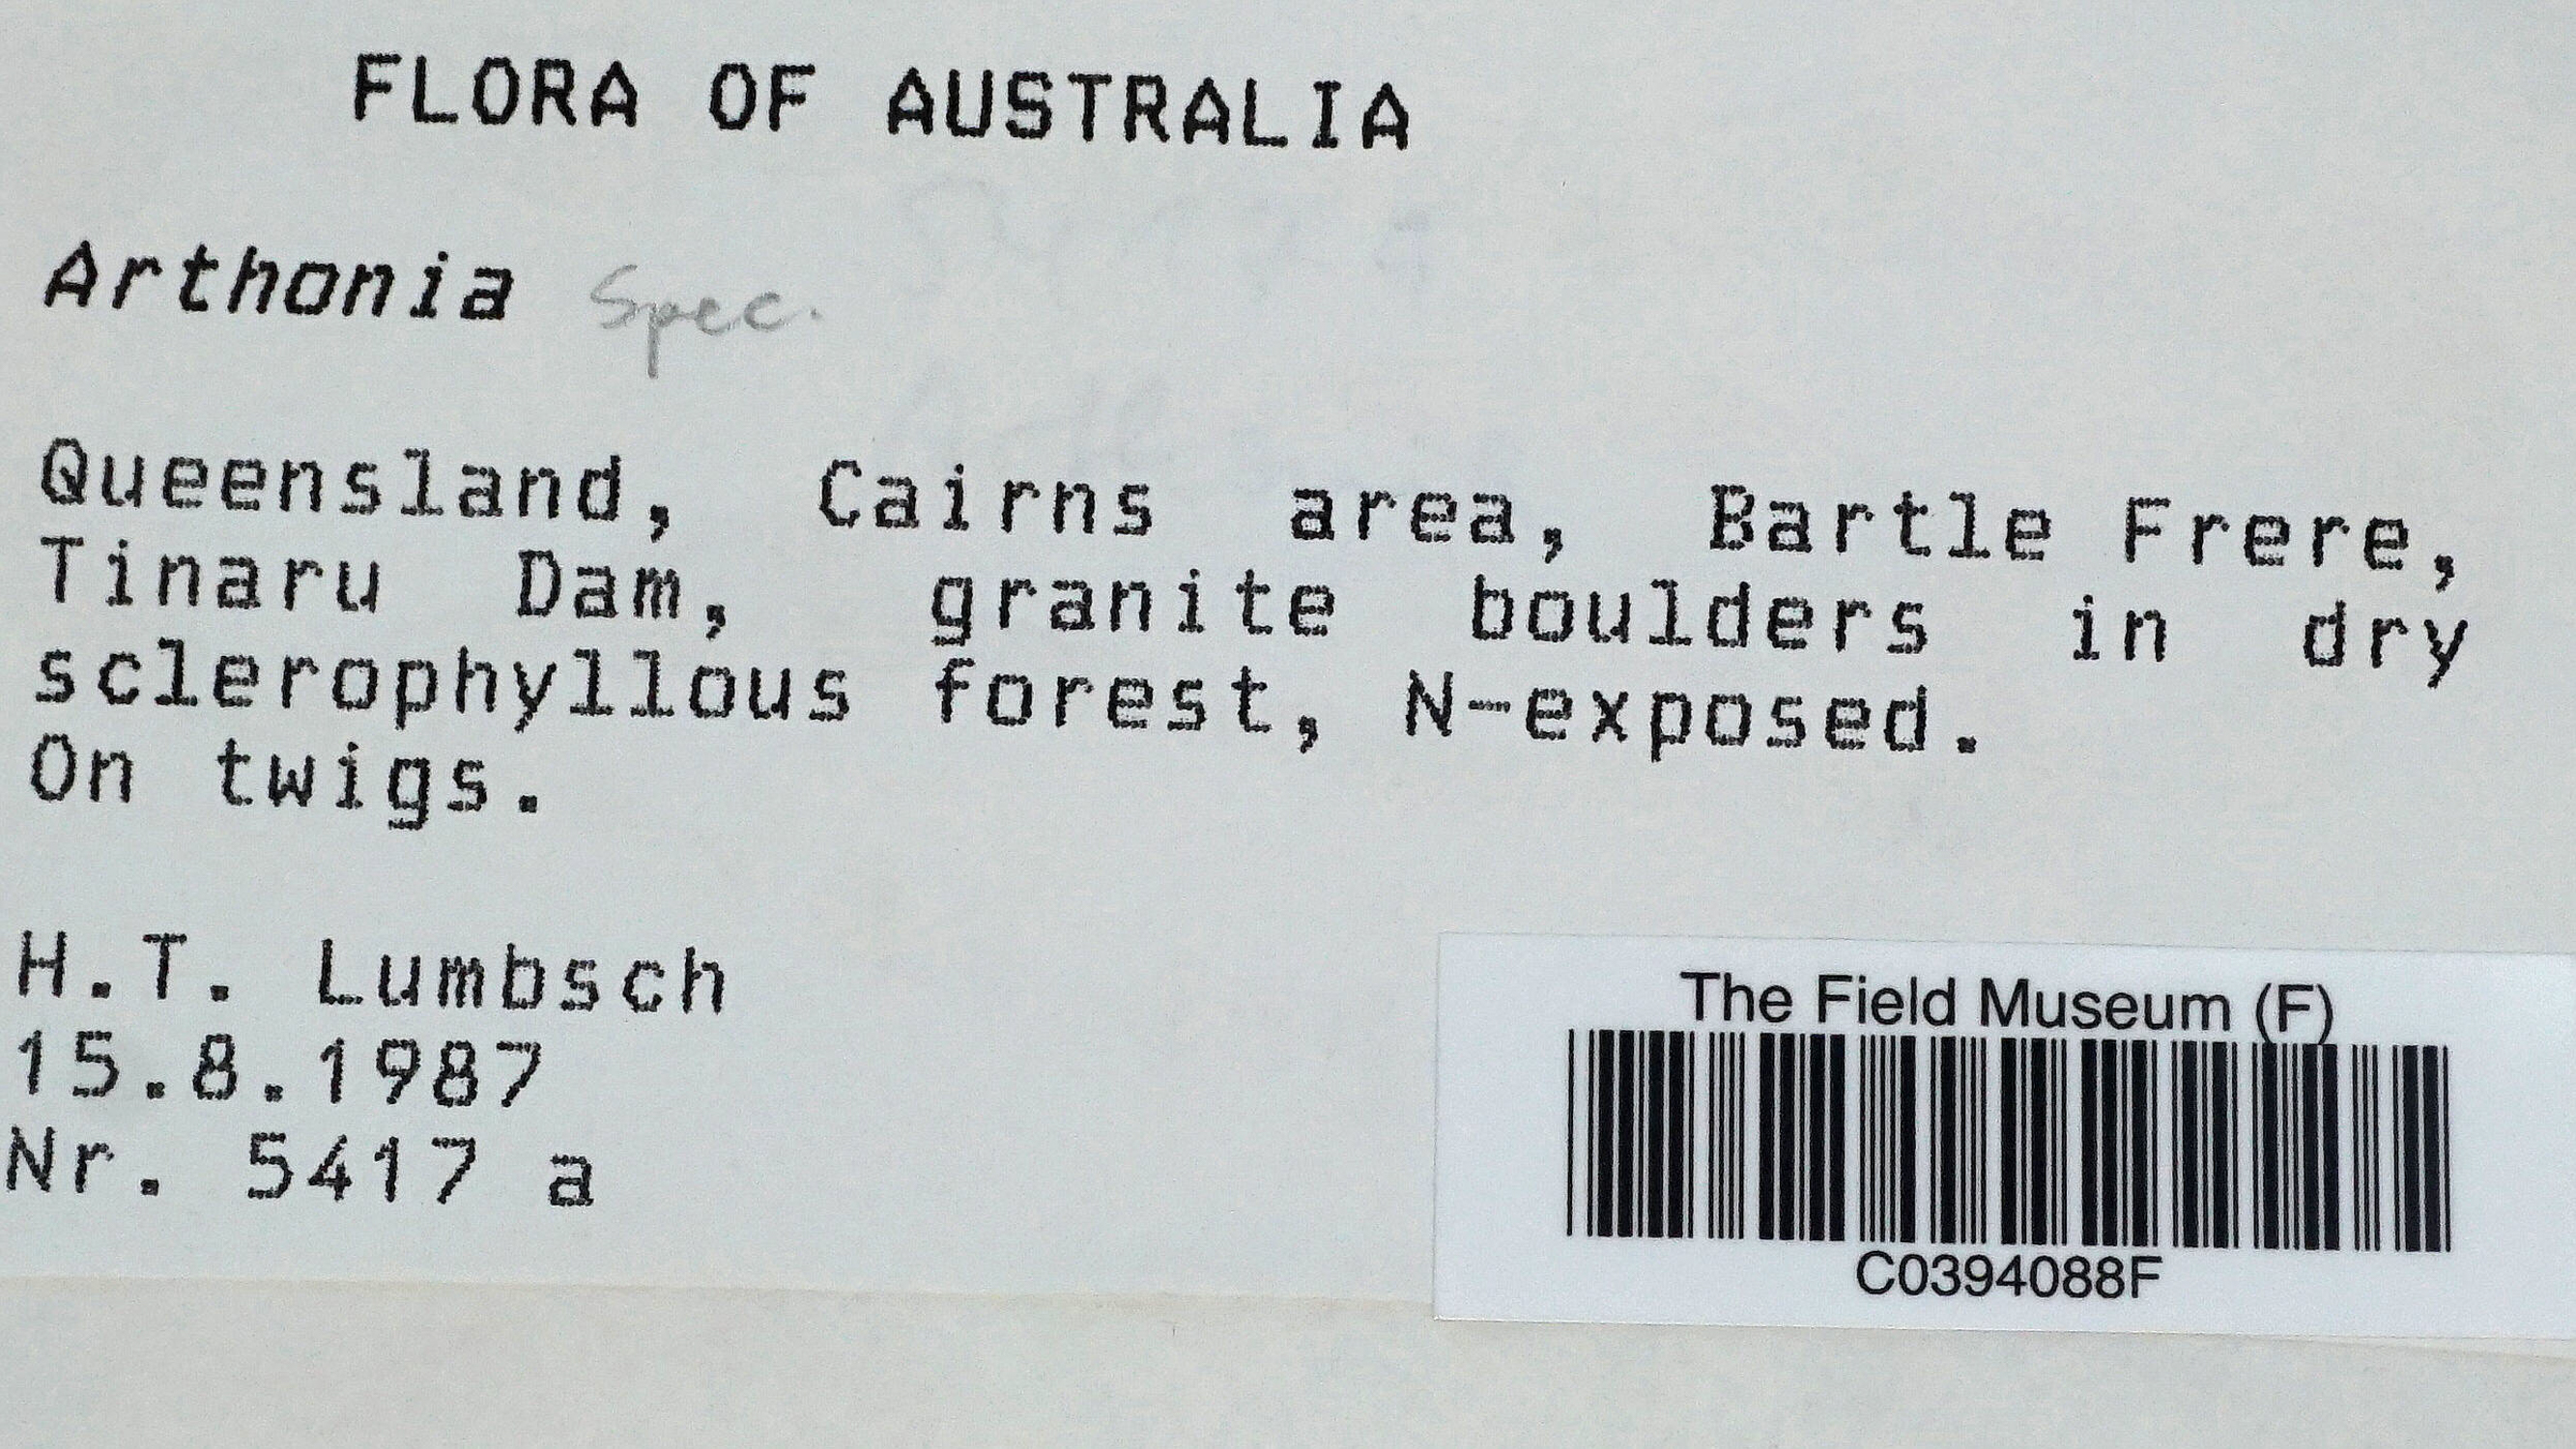 FLORA OF AUSTRALIA
Arthonia Spec.
Queensland, Cairns area, Bartle Frere,
Tinaru Dam, granite boulders in dry
sclerophyllous forest, N-exposed.
On twigs.
H.T. Lumbsch
15.8.1987
Nr. 5417 a
The Field Museum (F)
C0394088F